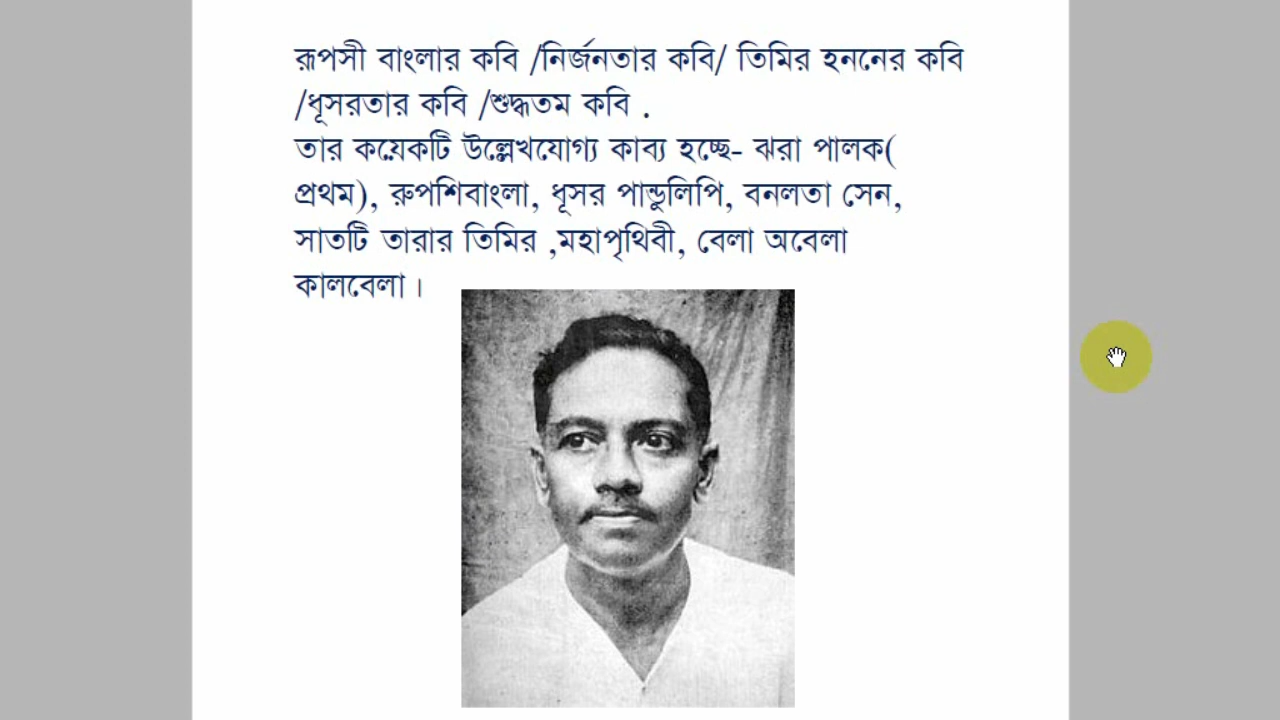 রূপসী বাংলার কবি /নির্জনতার কবি/ তিমির হননের কবি
/ধূসরতার কবি /শুদ্ধতম কবি .
তার কয়েকটি উল্লেখযোগ্য কাব্য হচ্ছে- ঝরা পালক(
প্রথম), রুপশিবাংলা, ধূসর পান্ডুলিপি, বনলতা সেন,
সাতটি তারার তিমির ,মহাপৃথিবী, বেলা অবেলা
কালবেলা।